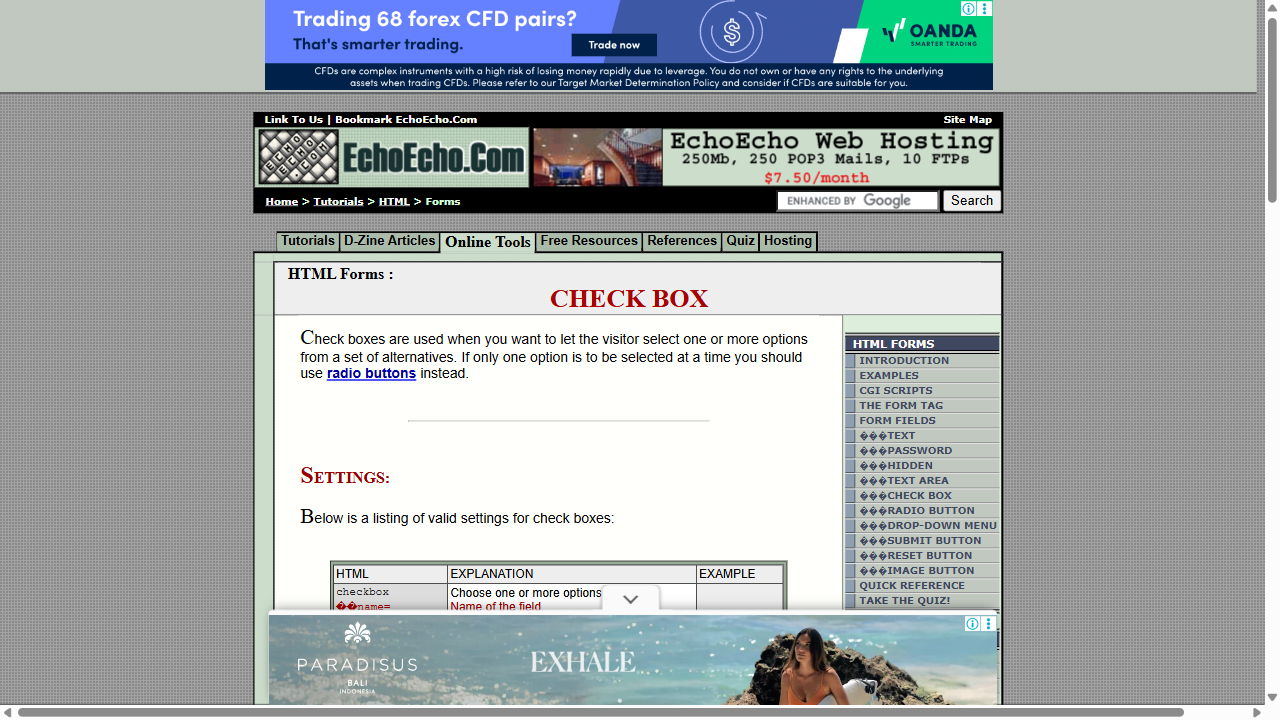 Trading 68 forex CFD pairs?
That's smarter trading.
Trade now
OANDA
SMARTER TRADING
CFDs are complex instruments with a high risk of losing money rapidly due to leverage. You do not own or have any rights to the underlying
assets when trading CFDs. Please refer to our Target Market Determination Policy and consider if CFDs are suitable for you.
Link To Us | Bookmark EchoEcho.Com
Site Map
EchoEcho.Com
EchoEcho Web Hosting
250Mb, 250 POP3 Mails, 10 FTPs
$7.50/month
Home > Tutorials > HTML > Forms
ENHANCED BY Google
Search
Tutorials
D-Zine Articles
Online Tools
Free Resources
References
Quiz
Hosting
HTML Forms :
CHECK BOX
Check boxes are used when you want to let the visitor select one or more options
from a set of alternatives. If only one option is to be selected at a time you should
use radio buttons instead.
SETTINGS:
Below is a listing of valid settings for check boxes:
HTML
EXPLANATION
EXAMPLE
checkbox
Choose one or more options
��name=
Name of the field
HTML FORMS
INTRODUCTION
EXAMPLES
CGI SCRIPTS
THE FORM TAG
FORM FIELDS
���TEXT
���PASSWORD
���HIDDEN
���TEXT AREA
���CHECK BOX
���RADIO BUTTON
���DROP-DOWN MENU
���SUBMIT BUTTON
���RESET BUTTON
���IMAGE BUTTON
QUICK REFERENCE
TAKE THE QUIZ!
PARADISUS
BALI
INDONESIA
EXHALE